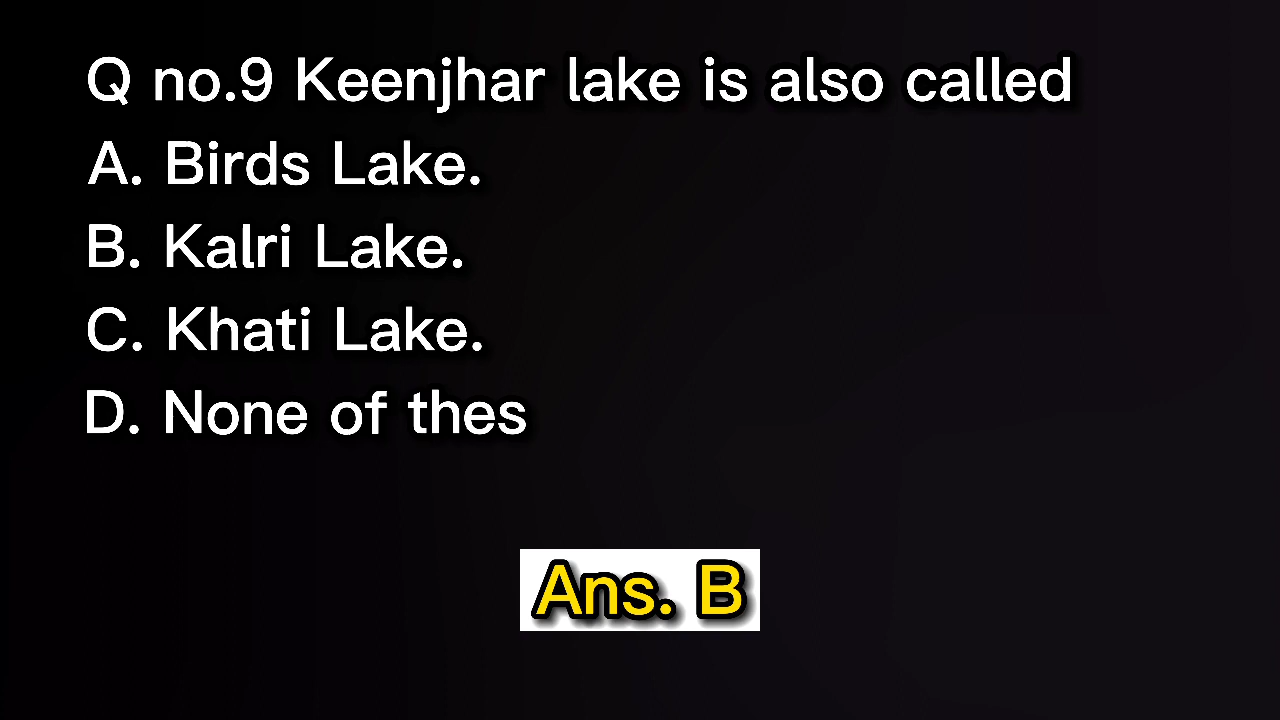 Q no.9 Keenjhar lake is also called
A. Birds Lake.
B. Kalri Lake.
C. Khati Lake.
D. None of thes
Ans. B